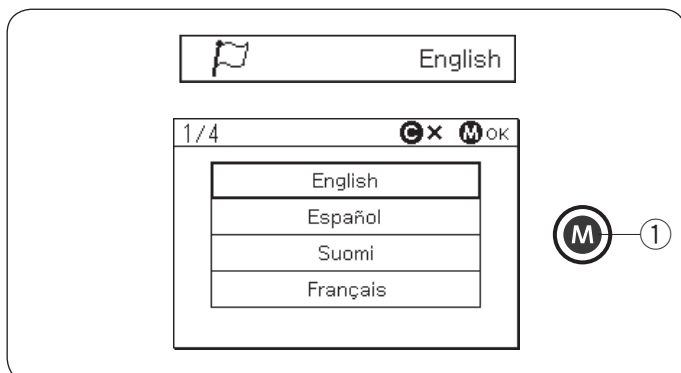 English
1/4 C× M OK
English
Español
Suomi
Français
M 1